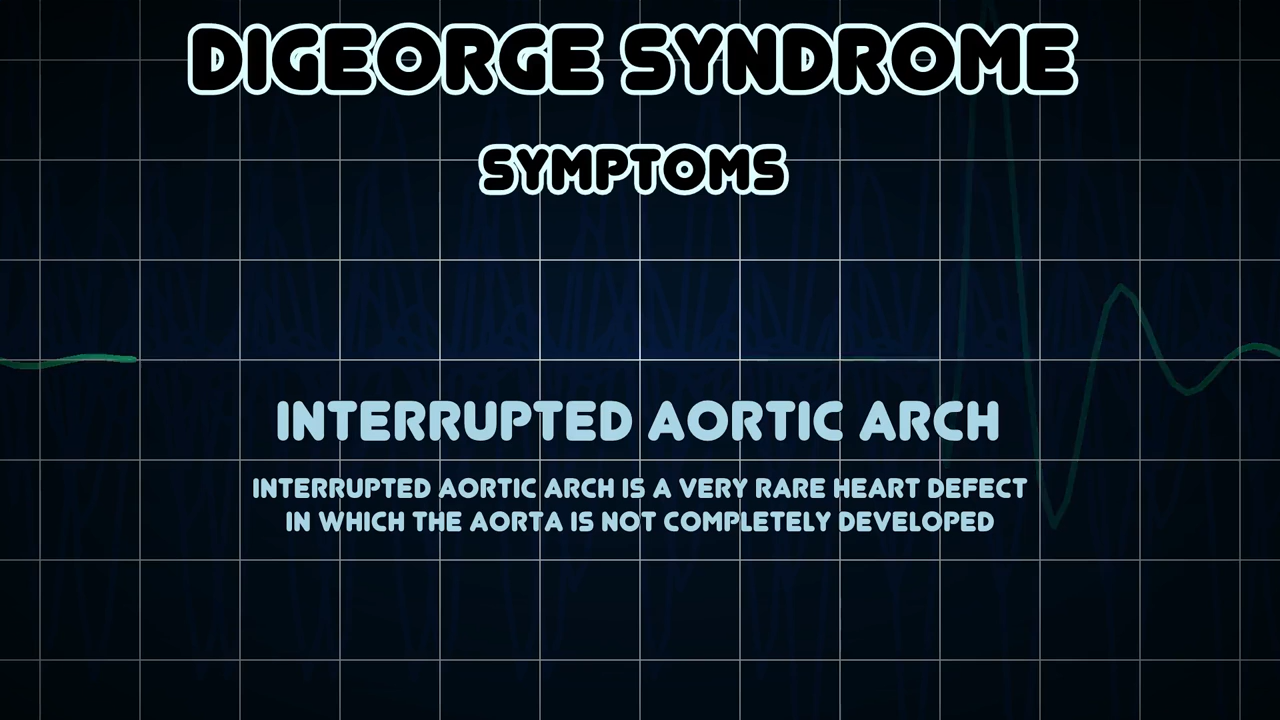 DIGEORGE SYNDROME
SYMPTOMS
INTERRUPTED AORTIC ARCH
INTERRUPTED AORTIC ARCH IS A VERY RARE HEART DEFECT
IN WHICH THE AORTA IS NOT COMPLETELY DEVELOPED